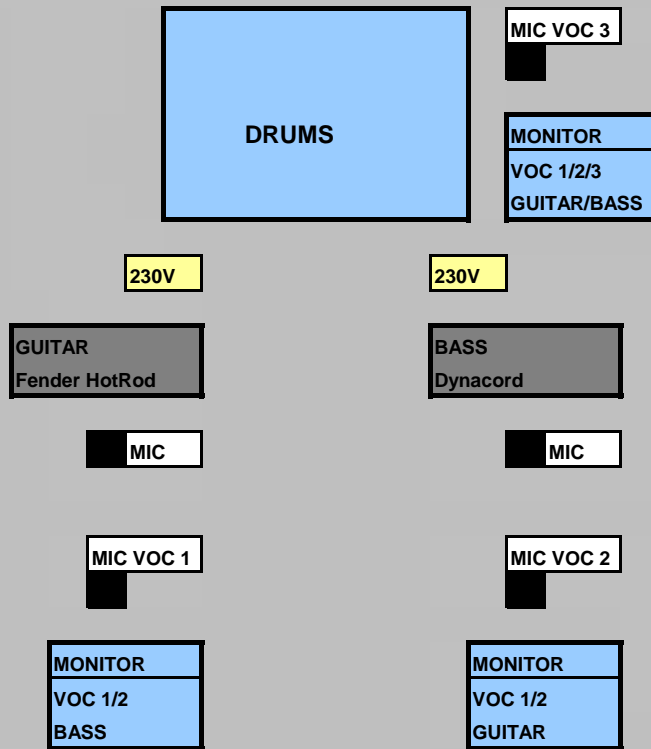 MIC VOC 3
DRUMS
MONITOR
VOC 1/2/3
GUITAR/BASS
230V
230V
GUITAR
Fender HotRod
BASS
Dynacord
MIC
MIC
MIC VOC 1
MIC VOC 2
MONITOR
VOC 1/2
BASS
MONITOR
VOC 1/2
GUITAR